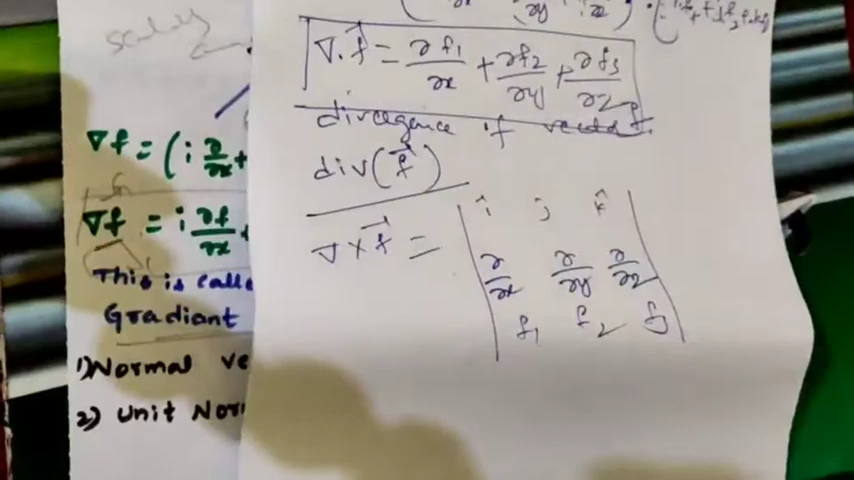 scalar
∇f = (i ∂/∂x +
∇f = i ∂f/∂x +
This is calle
Gradiant
1) Normal ve
2) Unit Nor
∇·f⃗ = ∂f₁/∂x + ∂f₂/∂y + ∂f₃/∂z
divergence of vector f
div(f⃗)
∇×f⃗ = | î ĵ k̂
∂/∂x ∂/∂y ∂/∂z
f₁ f₂ f₃ |